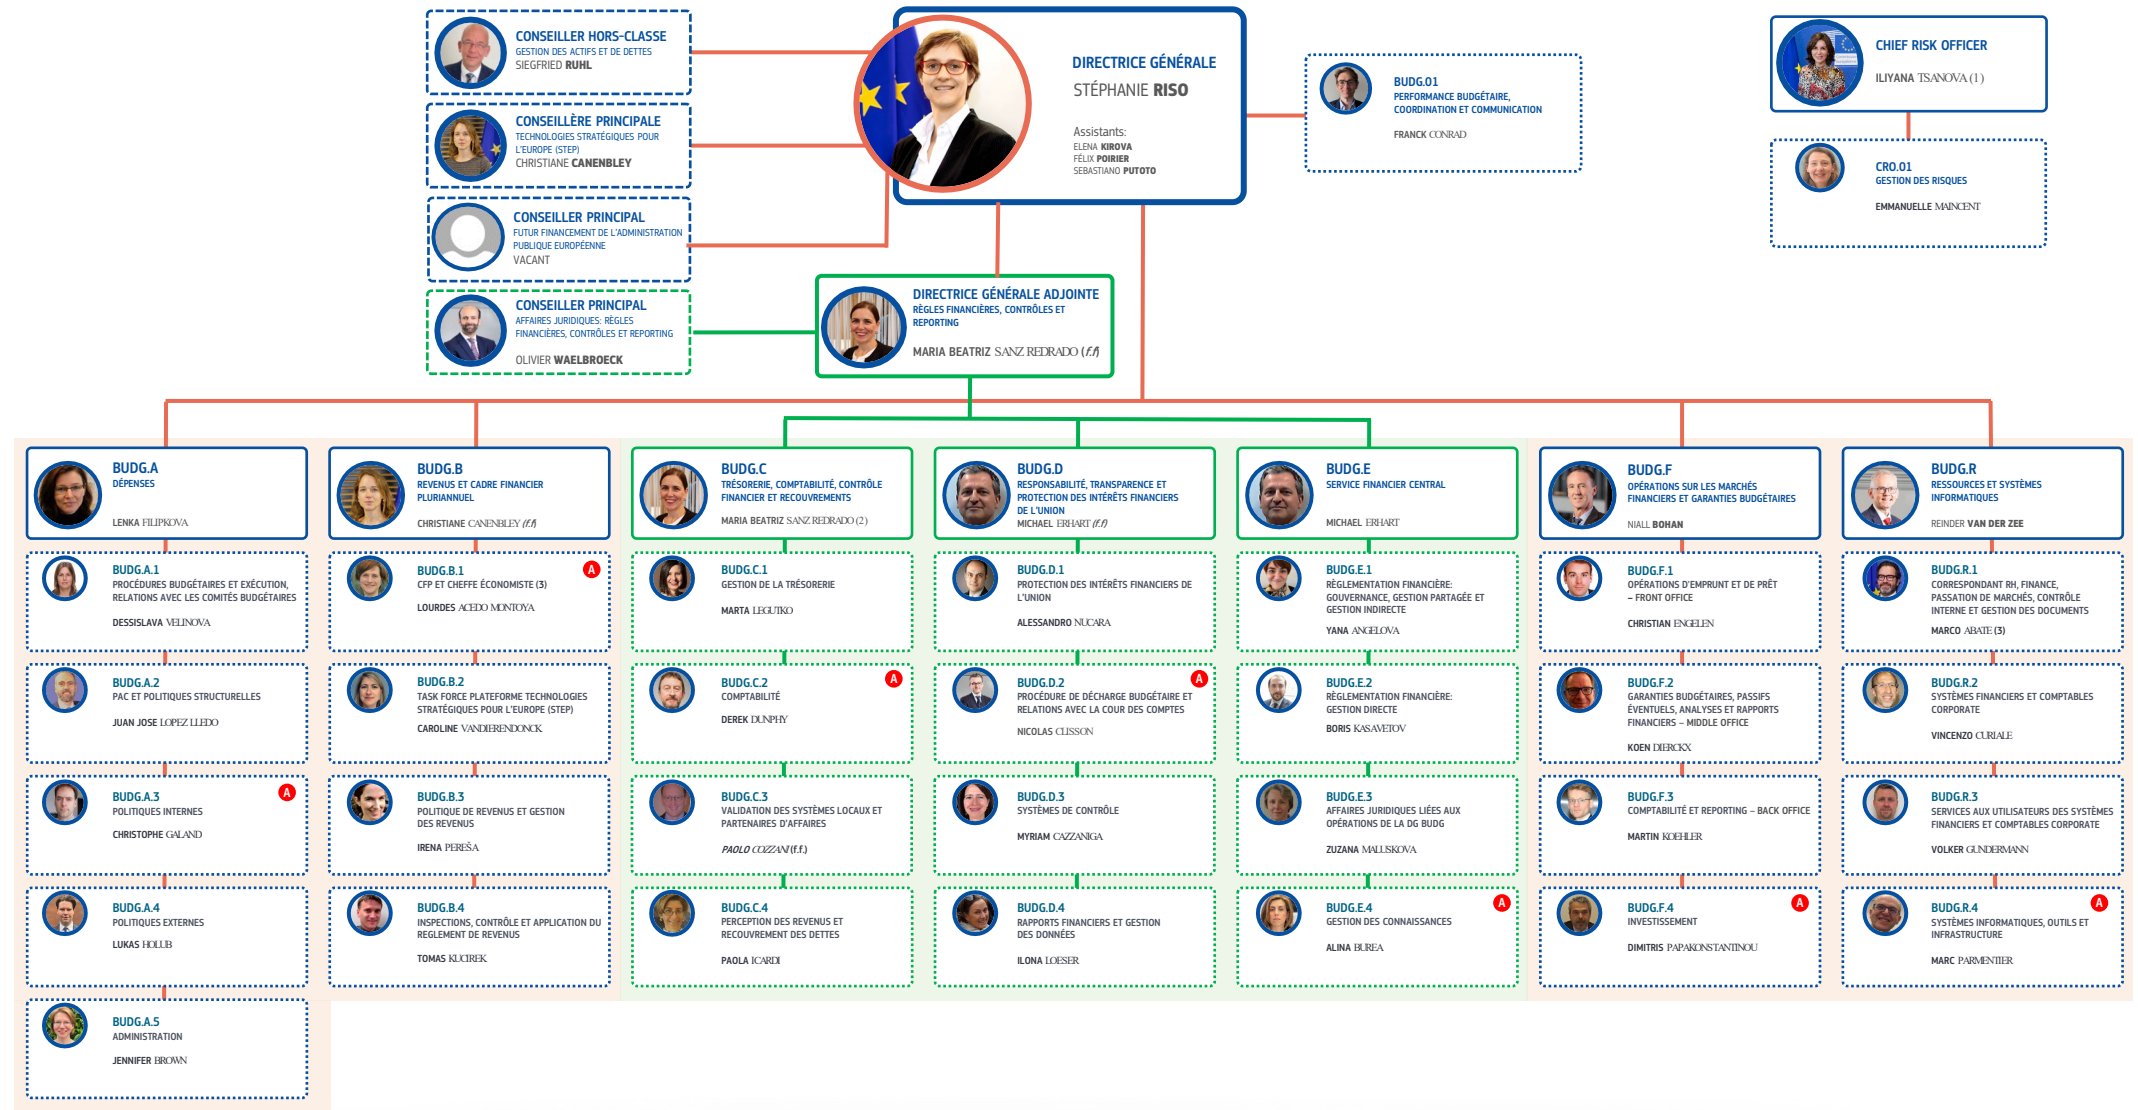 CONSEILLER HORS-CLASSE
GESTION DES ACTIFS ET DE DETTES
SIEGFRIED RUHL
CONSEILLÈRE PRINCIPALE
TECHNOLOGIES STRATÉGIQUES POUR
L'EUROPE (STEP)
CHRISTIANE CANENBLEY
CONSEILLER PRINCIPAL
FUTUR FINANCEMENT DE L'ADMINISTRATION
PUBLIQUE EUROPÉENNE
VACANT
CONSEILLER PRINCIPAL
AFFAIRES JURIDIQUES: RÈGLES
FINANCIÈRES, CONTRÔLES ET REPORTING
OLIVIER WAELBROECK
DIRECTRICE GÉNÉRALE
STÉPHANIE RISO
Assistants:
ELENA KIROVA
FÉLIX POIRIER
SEBASTIANO PUTOTO
BUDG.01
PERFORMANCE BUDGÉTAIRE,
COORDINATION ET COMMUNICATION
FRANCK CONRAD
CHIEF RISK OFFICER
ILIYANA TSANOVA (1)
CRO.01
GESTION DES RISQUES
EMMANUELLE MAINCENT
DIRECTRICE GÉNÉRALE ADJOINTE
RÈGLES FINANCIÈRES, CONTRÔLES ET
REPORTING
MARIA BEATRIZ SANZ REDRADO (f.f)
BUDG.A
DÉPENSES
LENKA FILIPKOVA
BUDG.A.1
PROCÉDURES BUDGÉTAIRES ET EXÉCUTION,
RELATIONS AVEC LES COMITÉS BUDGÉTAIRES
DESSISLAVA VELINOVA
BUDG.A.2
PAC ET POLITIQUES STRUCTURELLES
JUAN JOSE LOPEZ LLEDO
BUDG.A.3
A
POLITIQUES INTERNES
CHRISTOPHE GALAND
BUDG.A.4
POLITIQUES EXTERNES
LUKAS HOLUB
BUDG.A.5
ADMINISTRATION
JENNIFER BROWN
BUDG.B
REVENUS ET CADRE FINANCIER
PLURIANNUEL
CHRISTIANE CANENBLEY (f.f)
BUDG.B.1
A
CFP ET CHEFFE ÉCONOMISTE (3)
LOURDES ACEDO MONTOYA
BUDG.B.2
TASK FORCE PLATEFORME TECHNOLOGIES
STRATÉGIQUES POUR L'EUROPE (STEP)
CAROLINE VANDIERENDONCK
BUDG.B.3
POLITIQUE DE REVENUS ET GESTION
DES REVENUS
IRENA PEREŠA
BUDG.B.4
INSPECTIONS, CONTRÔLE ET APPLICATION DU
REGLEMENT DE REVENUS
TOMAS KUCIREK
BUDG.C
TRÉSORERIE, COMPTABILITÉ, CONTRÔLE
FINANCIER ET RECOUVREMENTS
MARIA BEATRIZ SANZ REDRADO (2)
BUDG.C.1
GESTION DE LA TRÉSORERIE
MARTA LEGUTKO
BUDG.C.2
A
COMPTABILITÉ
DEREK DUNPHY
BUDG.C.3
VALIDATION DES SYSTÈMES LOCAUX ET
PARTENAIRES D'AFFAIRES
PAOLO COZZANI (f.f.)
BUDG.C.4
PERCEPTION DES REVENUS ET
RECOUVREMENT DES DETTES
PAOLA ICARDI
BUDG.D
RESPONSABILITÉ, TRANSPARENCE ET
PROTECTION DES INTÉRÊTS FINANCIERS
DE L'UNION
MICHAEL ERHART (f.f)
BUDG.D.1
PROTECTION DES INTÉRÊTS FINANCIERS DE
L'UNION
ALESSANDRO NUCARA
BUDG.D.2
A
PROCÉDURE DE DÉCHARGE BUDGÉTAIRE ET
RELATIONS AVEC LA COUR DES COMPTES
NICOLAS CLISSON
BUDG.D.3
SYSTÈMES DE CONTRÔLE
MYRIAM CAZZANIGA
BUDG.D.4
RAPPORTS FINANCIERS ET GESTION
DES DONNÉES
ILONA LOESER
BUDG.E
SERVICE FINANCIER CENTRAL
MICHAEL ERHART
BUDG.E.1
RÈGLEMENTATION FINANCIÈRE:
GOUVERNANCE, GESTION PARTAGÉE ET
GESTION INDIRECTE
YANA ANGELOVA
BUDG.E.2
RÈGLEMENTATION FINANCIÈRE:
GESTION DIRECTE
BORIS KASAVETOV
BUDG.E.3
AFFAIRES JURIDIQUES LIÉES AUX
OPÉRATIONS DE LA DG BUDG
ZUZANA MALUSKOVA
BUDG.E.4
A
GESTION DES CONNAISSANCES
ALINA BUREA
BUDG.F
OPÉRATIONS SUR LES MARCHÉS
FINANCIERS ET GARANTIES BUDGÉTAIRES
NIALL BOHAN
BUDG.F.1
OPÉRATIONS D'EMPRUNT ET DE PRÊT
– FRONT OFFICE
CHRISTIAN ENGELEN
BUDG.F.2
GARANTIES BUDGÉTAIRES, PASSIFS
ÉVENTUELS, ANALYSES ET RAPPORTS
FINANCIERS – MIDDLE OFFICE
KOEN DIERCKX
BUDG.F.3
COMPTABILITÉ ET REPORTING – BACK OFFICE
MARTIN KOEHLER
BUDG.F.4
A
INVESTISSEMENT
DIMITRIS PAPAKONSTANTINOU
BUDG.R
RESSOURCES ET SYSTÈMES
INFORMATIQUES
REINDER VAN DER ZEE
BUDG.R.1
CORRESPONDANT RH, FINANCE,
PASSATION DE MARCHÉS, CONTRÔLE
INTERNE ET GESTION DES DOCUMENTS
MARCO ABATE (3)
BUDG.R.2
SYSTÈMES FINANCIERS ET COMPTABLES
CORPORATE
VINCENZO CURIALE
BUDG.R.3
SERVICES AUX UTILISATEURS DES SYSTÈMES
FINANCIERS ET COMPTABLES CORPORATE
VOLKER GUNDERMANN
BUDG.R.4
A
SYSTÈMES INFORMATIQUES, OUTILS ET
INFRASTRUCTURE
MARC PARMENTIER